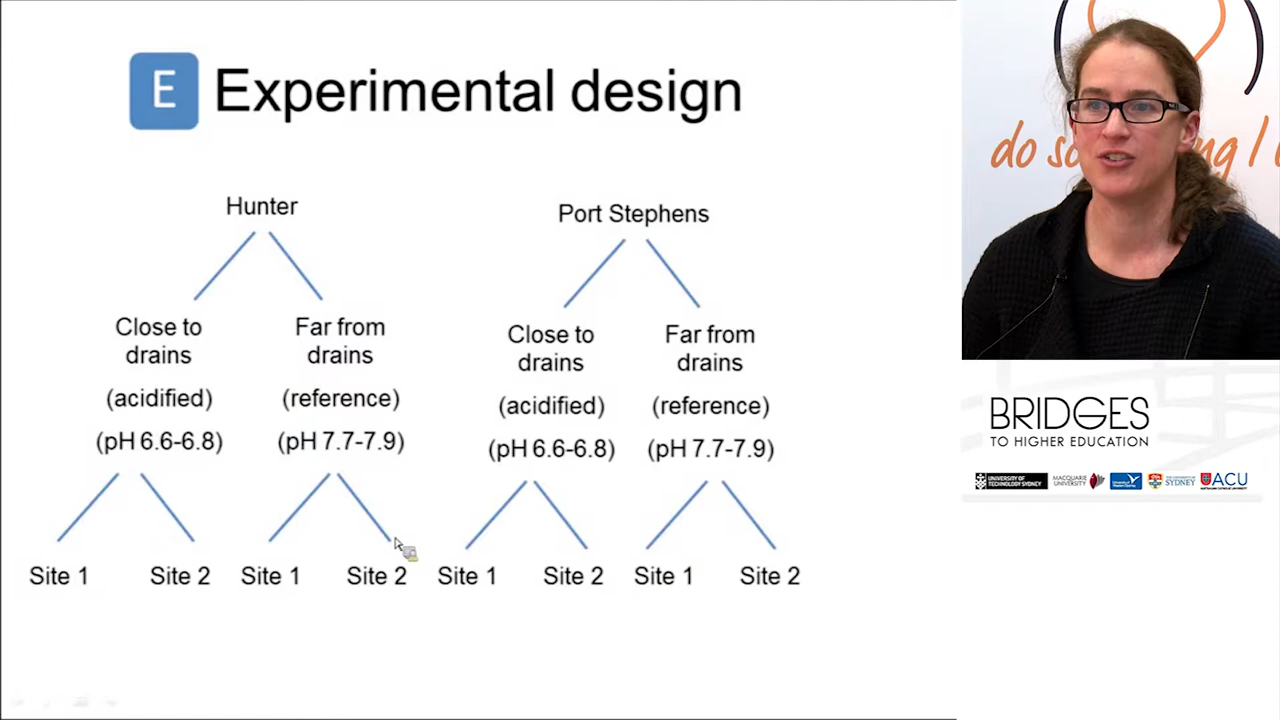 E Experimental design
Hunter
Port Stephens
Close to
drains
(acidified)
(pH 6.6-6.8)
Far from
drains
(reference)
(pH 7.7-7.9)
Close to
drains
(acidified)
(pH 6.6-6.8)
Far from
drains
(reference)
(pH 7.7-7.9)
Site 1
Site 2
Site 1
Site 2
Site 1
Site 2
Site 1
Site 2
do so
ng I
BRIDGES
TO HIGHER EDUCATION
UNIVERSITY OF
TECHNOLOGY SYDNEY
MACQUARIE
UNIVERSITY
SYDNEY
ACU